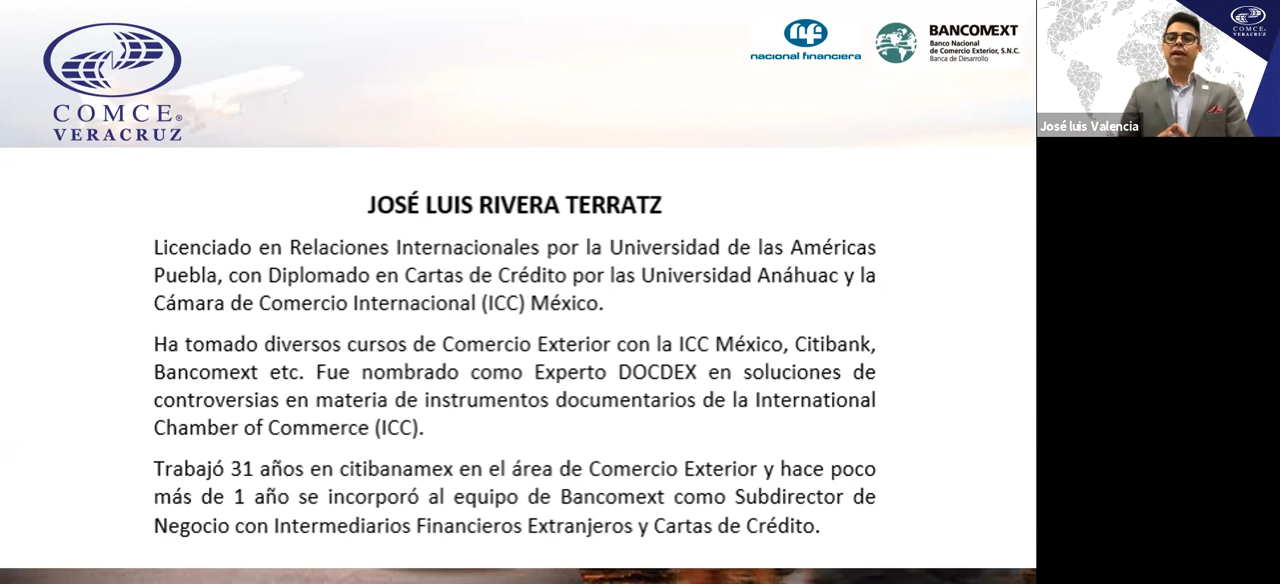 COMCE®
VERACRUZ
nf
nacional financiera
BANCOMEXT
Banco Nacional
de Comercio Exterior, S.N.C.
Banca de Desarrollo
COMCE®
VERACRUZ
José luis Valencia
JOSÉ LUIS RIVERA TERRATZ
Licenciado en Relaciones Internacionales por la Universidad de las Américas
Puebla, con Diplomado en Cartas de Crédito por las Universidad Anáhuac y la
Cámara de Comercio Internacional (ICC) México.
Ha tomado diversos cursos de Comercio Exterior con la ICC México, Citibank,
Bancomext etc. Fue nombrado como Experto DOCDEX en soluciones de
controversias en materia de instrumentos documentarios de la International
Chamber of Commerce (ICC).
Trabajó 31 años en citibanamex en el área de Comercio Exterior y hace poco
más de 1 año se incorporó al equipo de Bancomext como Subdirector de
Negocio con Intermediarios Financieros Extranjeros y Cartas de Crédito.